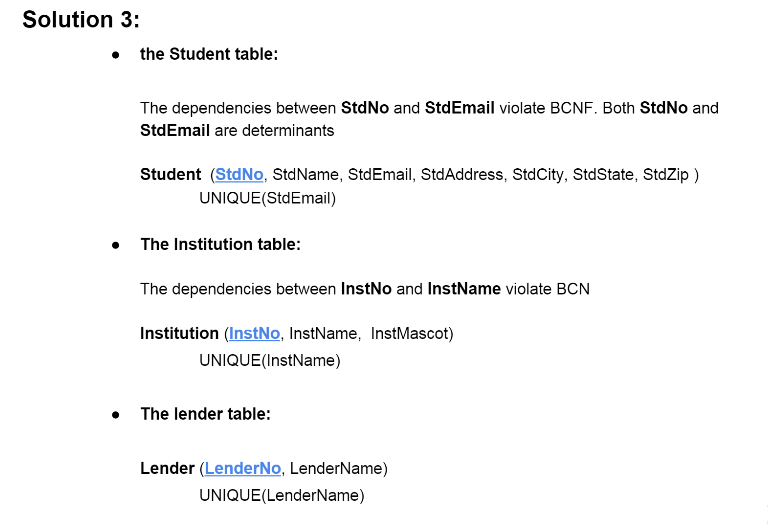 Solution 3:
the Student table:
The dependencies between StdNo and StdEmail violate BCNF. Both StdNo and
StdEmail are determinants
Student (StdNo, StdName, StdEmail, StdAddress, StdCity, StdState, StdZip )
UNIQUE(StdEmail)
The Institution table:
The dependencies between InstNo and InstName violate BCN
Institution (InstNo, InstName, InstMascot)
UNIQUE(InstName)
The lender table:
Lender (LenderNo, LenderName)
UNIQUE(LenderName)